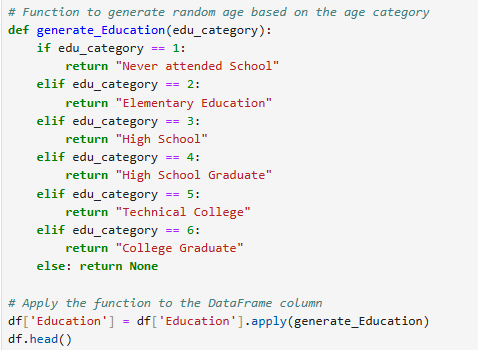 # Function to generate random age based on the age category
def generate_Education(edu_category):
    if edu_category == 1:
        return "Never attended School"
    elif edu_category == 2:
        return "Elementary Education"
    elif edu_category == 3:
        return "High School"
    elif edu_category == 4:
        return "High School Graduate"
    elif edu_category == 5:
        return "Technical College"
    elif edu_category == 6:
        return "College Graduate"
    else: return None

# Apply the function to the DataFrame column
df['Education'] = df['Education'].apply(generate_Education)
df.head()